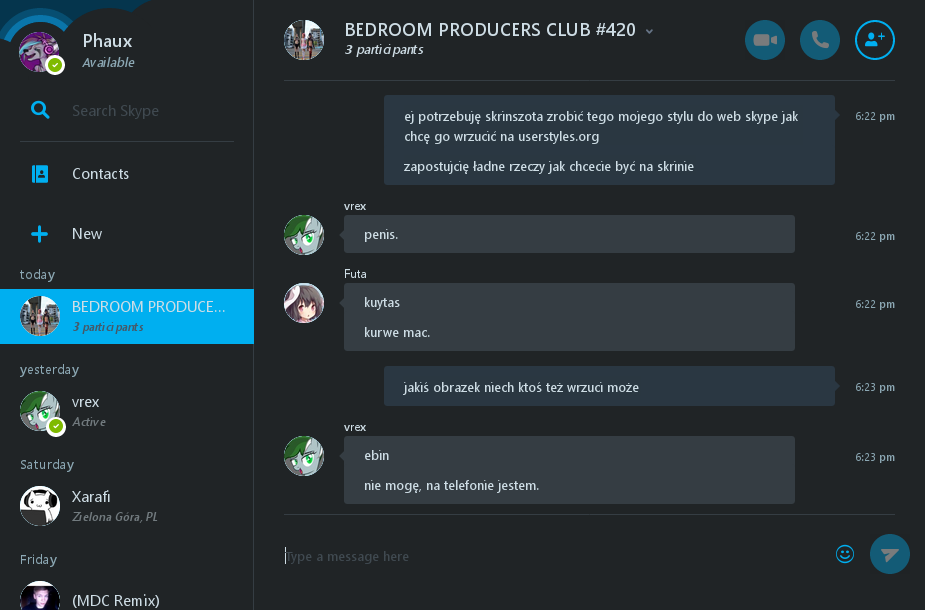 Phaux
Available
Search Skype
Contacts
New
today
BEDROOM PRODUCE...
3 participants
yesterday
vrex
Active
Saturday
Xarafi
Zielona Góra, PL
Friday
(MDC Remix)
BEDROOM PRODUCERS CLUB #420
3 participants
ej potrzebuję skrinszota zrobić tego mojego stylu do web skype jak
chcę go wrzucić na userstyles.org
zapostujcię ładne rzeczy jak chcecie być na skrinie
6:22 pm
vrex
penis.
6:22 pm
Futa
kuytas
kurwe mac.
6:22 pm
jakiś obrazek niech ktoś też wrzuci może
6:23 pm
vrex
ebin
nie mogę, na telefonie jestem.
6:23 pm
Type a message here